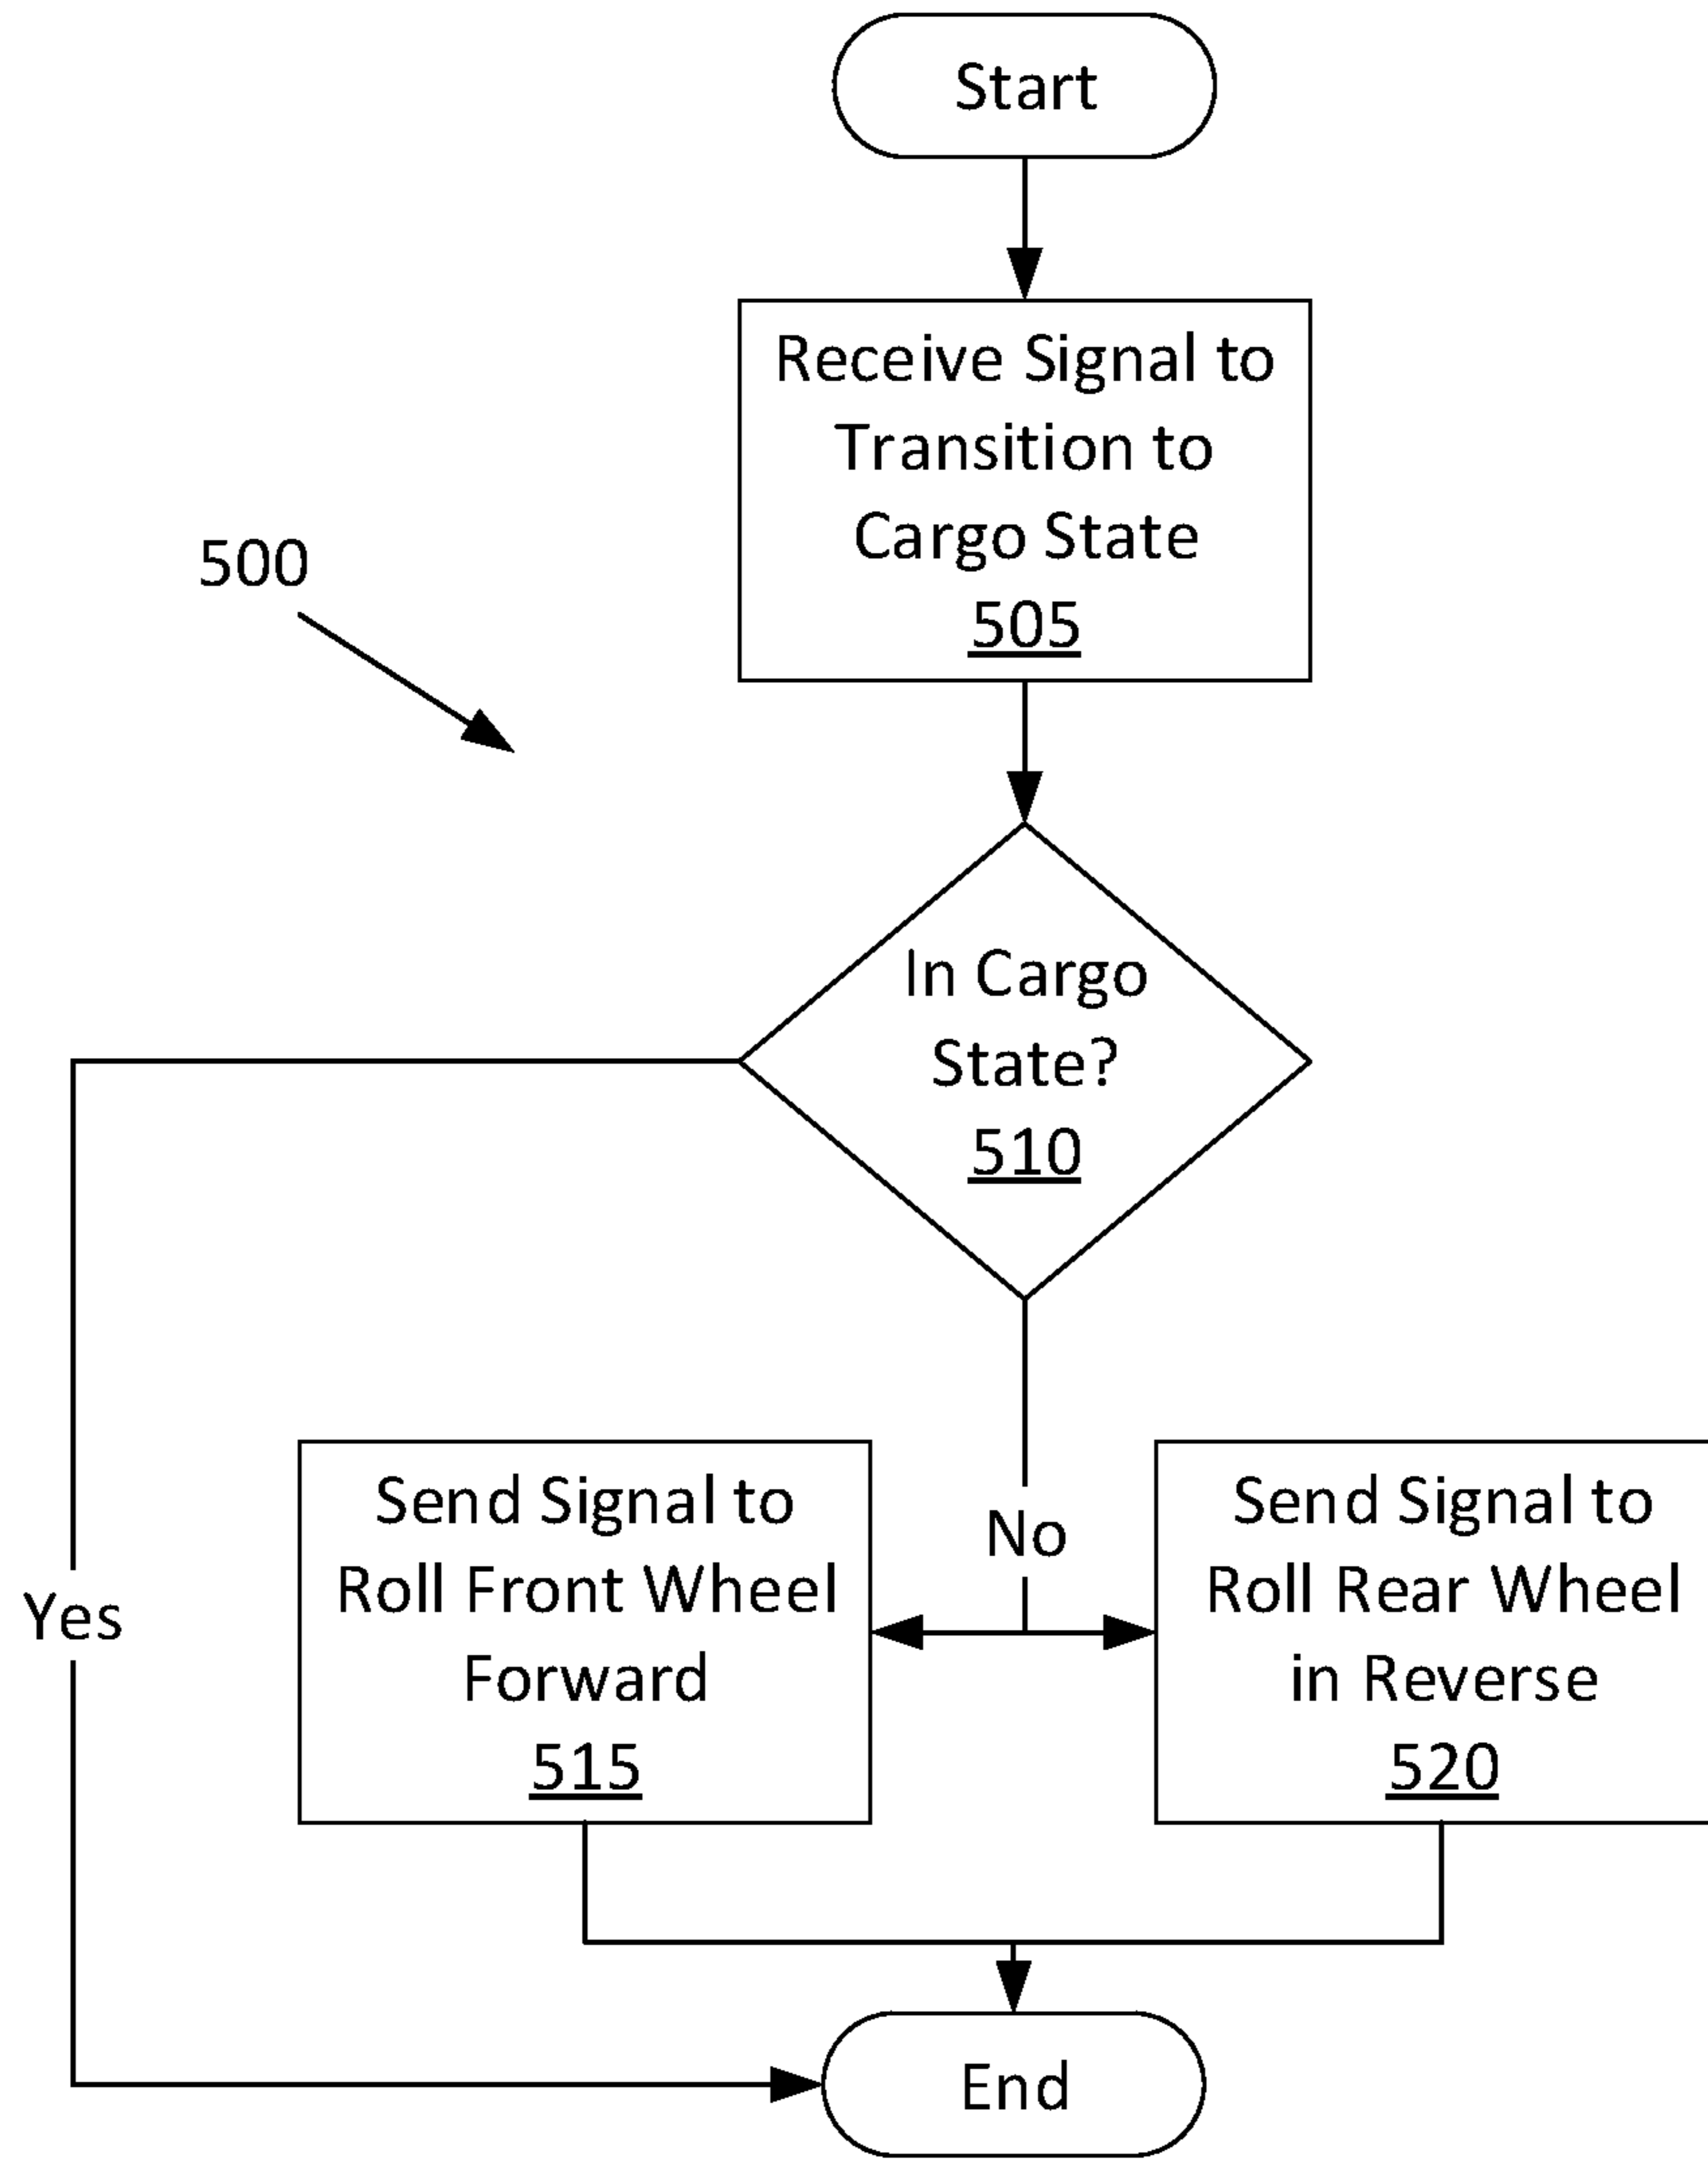 Start
Receive Signal to
Transition to
Cargo State
505
500
In Cargo
State?
510
No
Yes
Send Signal to
Roll Front Wheel
Forward
515
Send Signal to
Roll Rear Wheel
in Reverse
520
End